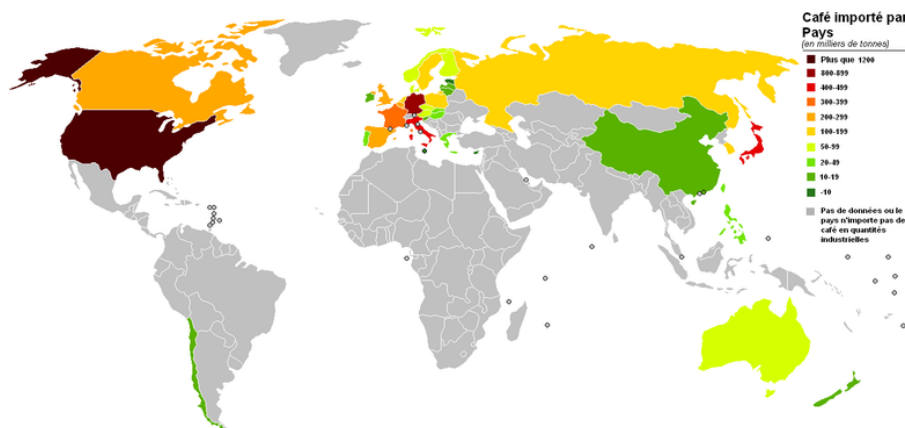 Café importé par
Pays
(en milliers de tonnes)
Plus que 1200
800-899
400-499
300-399
200-299
100-199
50-99
20-49
10-19
-10
Pas de données ou le
pays n'importe pas de
café en quantités
industrielles